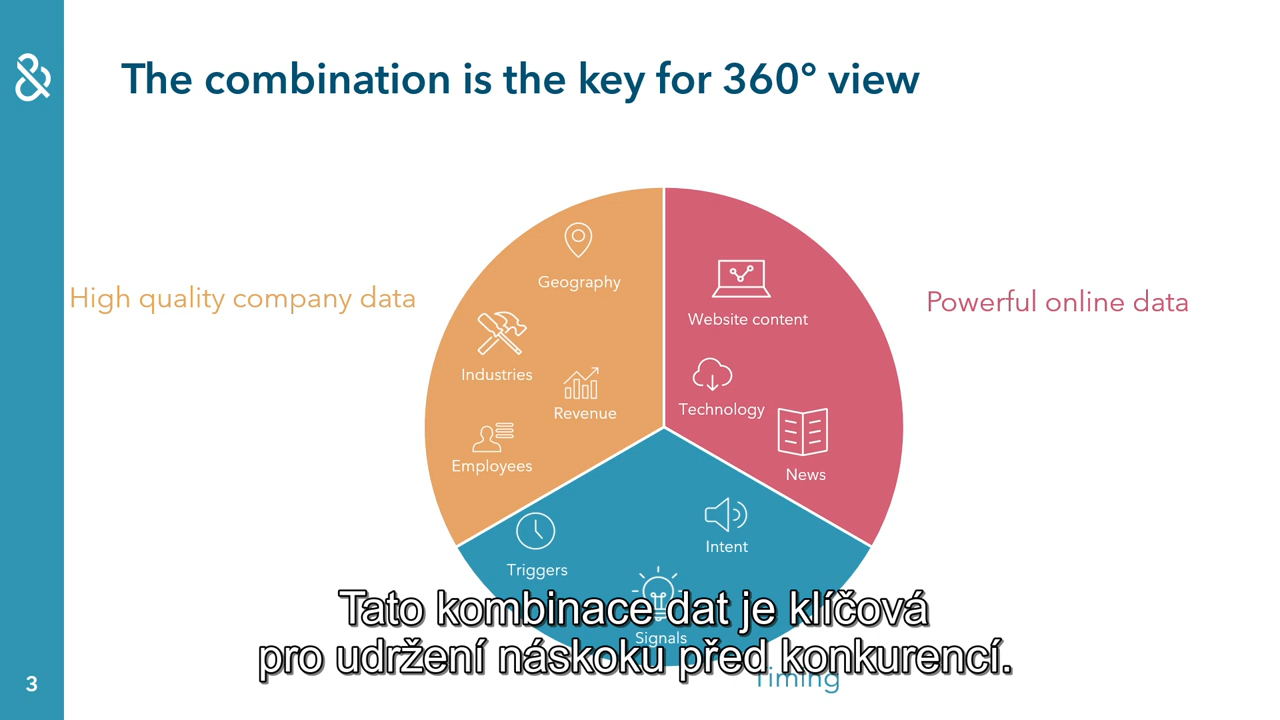 &
The combination is the key for 360° view
High quality company data
Powerful online data
Geography
Industries
Revenue
Employees
Website content
Technology
News
Intent
Triggers
Signals
Timing
Tato kombinace dat je klíčová
pro udržení náskoku před konkurencí.
3